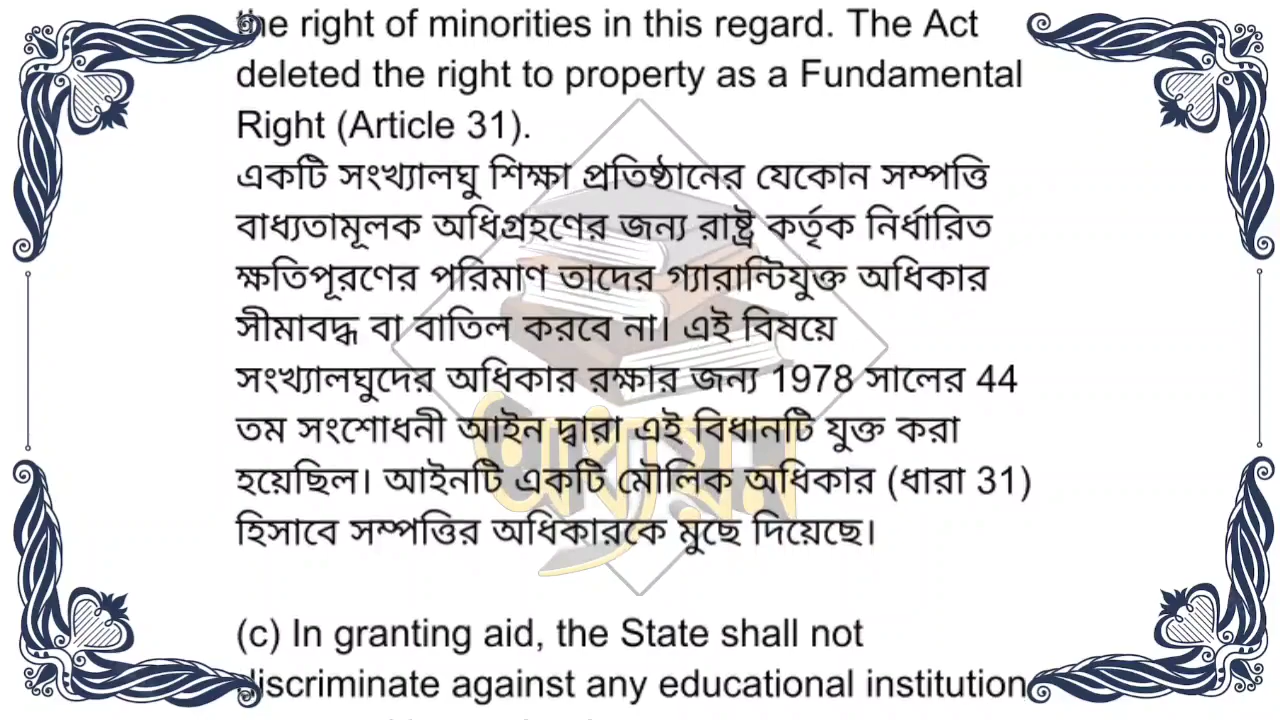 the right of minorities in this regard. The Act
deleted the right to property as a Fundamental
Right (Article 31).
একটি সংখ্যালঘু শিক্ষা প্রতিষ্ঠানের যেকোন সম্পত্তি
বাধ্যতামূলক অধিগ্রহণের জন্য রাষ্ট্র কর্তৃক নির্ধারিত
ক্ষতিপূরণের পরিমাণ তাদের গ্যারান্টিযুক্ত অধিকার
সীমাবদ্ধ বা বাতিল করবে না। এই বিষয়ে
সংখ্যালঘুদের অধিকার রক্ষার জন্য 1978 সালের 44
তম সংশোধনী আইন দ্বারা এই বিধানটি যুক্ত করা
হয়েছিল। আইনটি একটি মৌলিক অধিকার (ধারা 31)
হিসাবে সম্পত্তির অধিকারকে মুছে দিয়েছে।
অধ্যয়ন
(c) In granting aid, the State shall not
discriminate against any educational institution